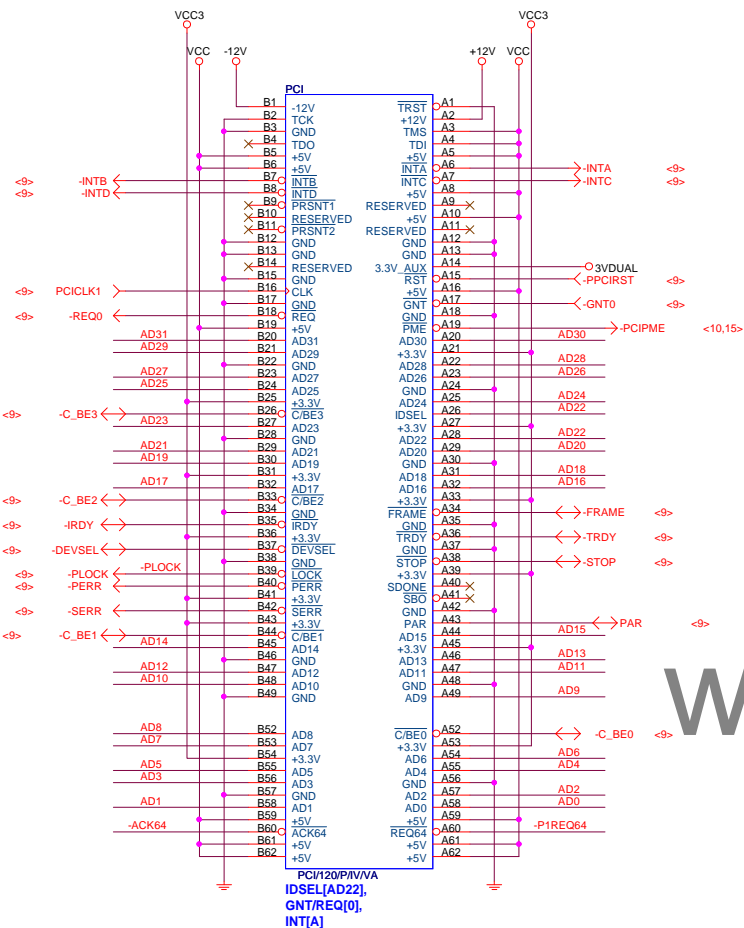 VCC3 VCC3
VCC -12V +12V VCC
PCI
B1 -12V TRST A1
B2 TCK +12V A2
B3 GND TMS A3
B4 TDO TDI A4
B5 +5V +5V A5
B6 +5V INTA A6 -INTA <9>
<9> -INTB B7 INTB INTC A7 -INTC <9>
<9> -INTD B8 INTD +5V A8
B9 PRSNT1 RESERVED A9
B10 RESERVED +5V A10
B11 PRSNT2 RESERVED A11
B12 GND GND A12
B13 GND GND A13
B14 RESERVED 3.3V_AUX A14 3VDUAL
B15 GND RST A15 -PPCIRST <9>
<9> PCICLK1 B16 CLK +5V A16
B17 GND GNT A17 -GNT0 <9>
<9> -REQ0 B18 REQ GND A18
B19 +5V PME A19 -PCIPME <10,15>
AD31 B20 AD31 AD30 A20 AD30
AD29 B21 AD29 +3.3V A21
B22 GND AD28 A22 AD28
AD27 B23 AD27 AD26 A23 AD26
AD25 B24 AD25 GND A24
B25 +3.3V AD24 A25 AD24
<9> -C_BE3 B26 C/BE3 IDSEL A26 AD22
AD23 B27 AD23 +3.3V A27
B28 GND AD22 A28 AD22
AD21 B29 AD21 AD20 A29 AD20
AD19 B30 AD19 GND A30
B31 +3.3V AD18 A31 AD18
AD17 B32 AD17 AD16 A32 AD16
<9> -C_BE2 B33 C/BE2 +3.3V A33
B34 GND FRAME A34 -FRAME <9>
<9> -IRDY B35 IRDY GND A35
B36 +3.3V TRDY A36 -TRDY <9>
<9> -DEVSEL B37 DEVSEL GND A37
B38 GND STOP A38 -STOP <9>
<9> -PLOCK -PLOCK B39 LOCK +3.3V A39
<9> -PERR B40 PERR SDONE A40
B41 +3.3V SBO A41
<9> -SERR B42 SERR GND A42
B43 +3.3V PAR A43 PAR <9>
<9> -C_BE1 B44 C/BE1 AD15 A44 AD15
AD14 B45 AD14 +3.3V A45
B46 GND AD13 A46 AD13
AD12 B47 AD12 AD11 A47 AD11
AD10 B48 AD10 GND A48
B49 GND AD9 A49 AD9
W
AD8 B52 AD8 C/BE0 A52 -C_BE0 <9>
AD7 B53 AD7 +3.3V A53
B54 +3.3V AD6 A54 AD6
AD5 B55 AD5 AD4 A55 AD4
AD3 B56 AD3 GND A56
B57 GND AD2 A57 AD2
AD1 B58 AD1 AD0 A58 AD0
B59 +5V +5V A59
-ACK64 B60 ACK64 REQ64 A60 -P1REQ64
B61 +5V +5V A61
B62 +5V +5V A62
PCI/120/P/IV/VA
IDSEL[AD22],
GNT/REQ[0],
INT[A]